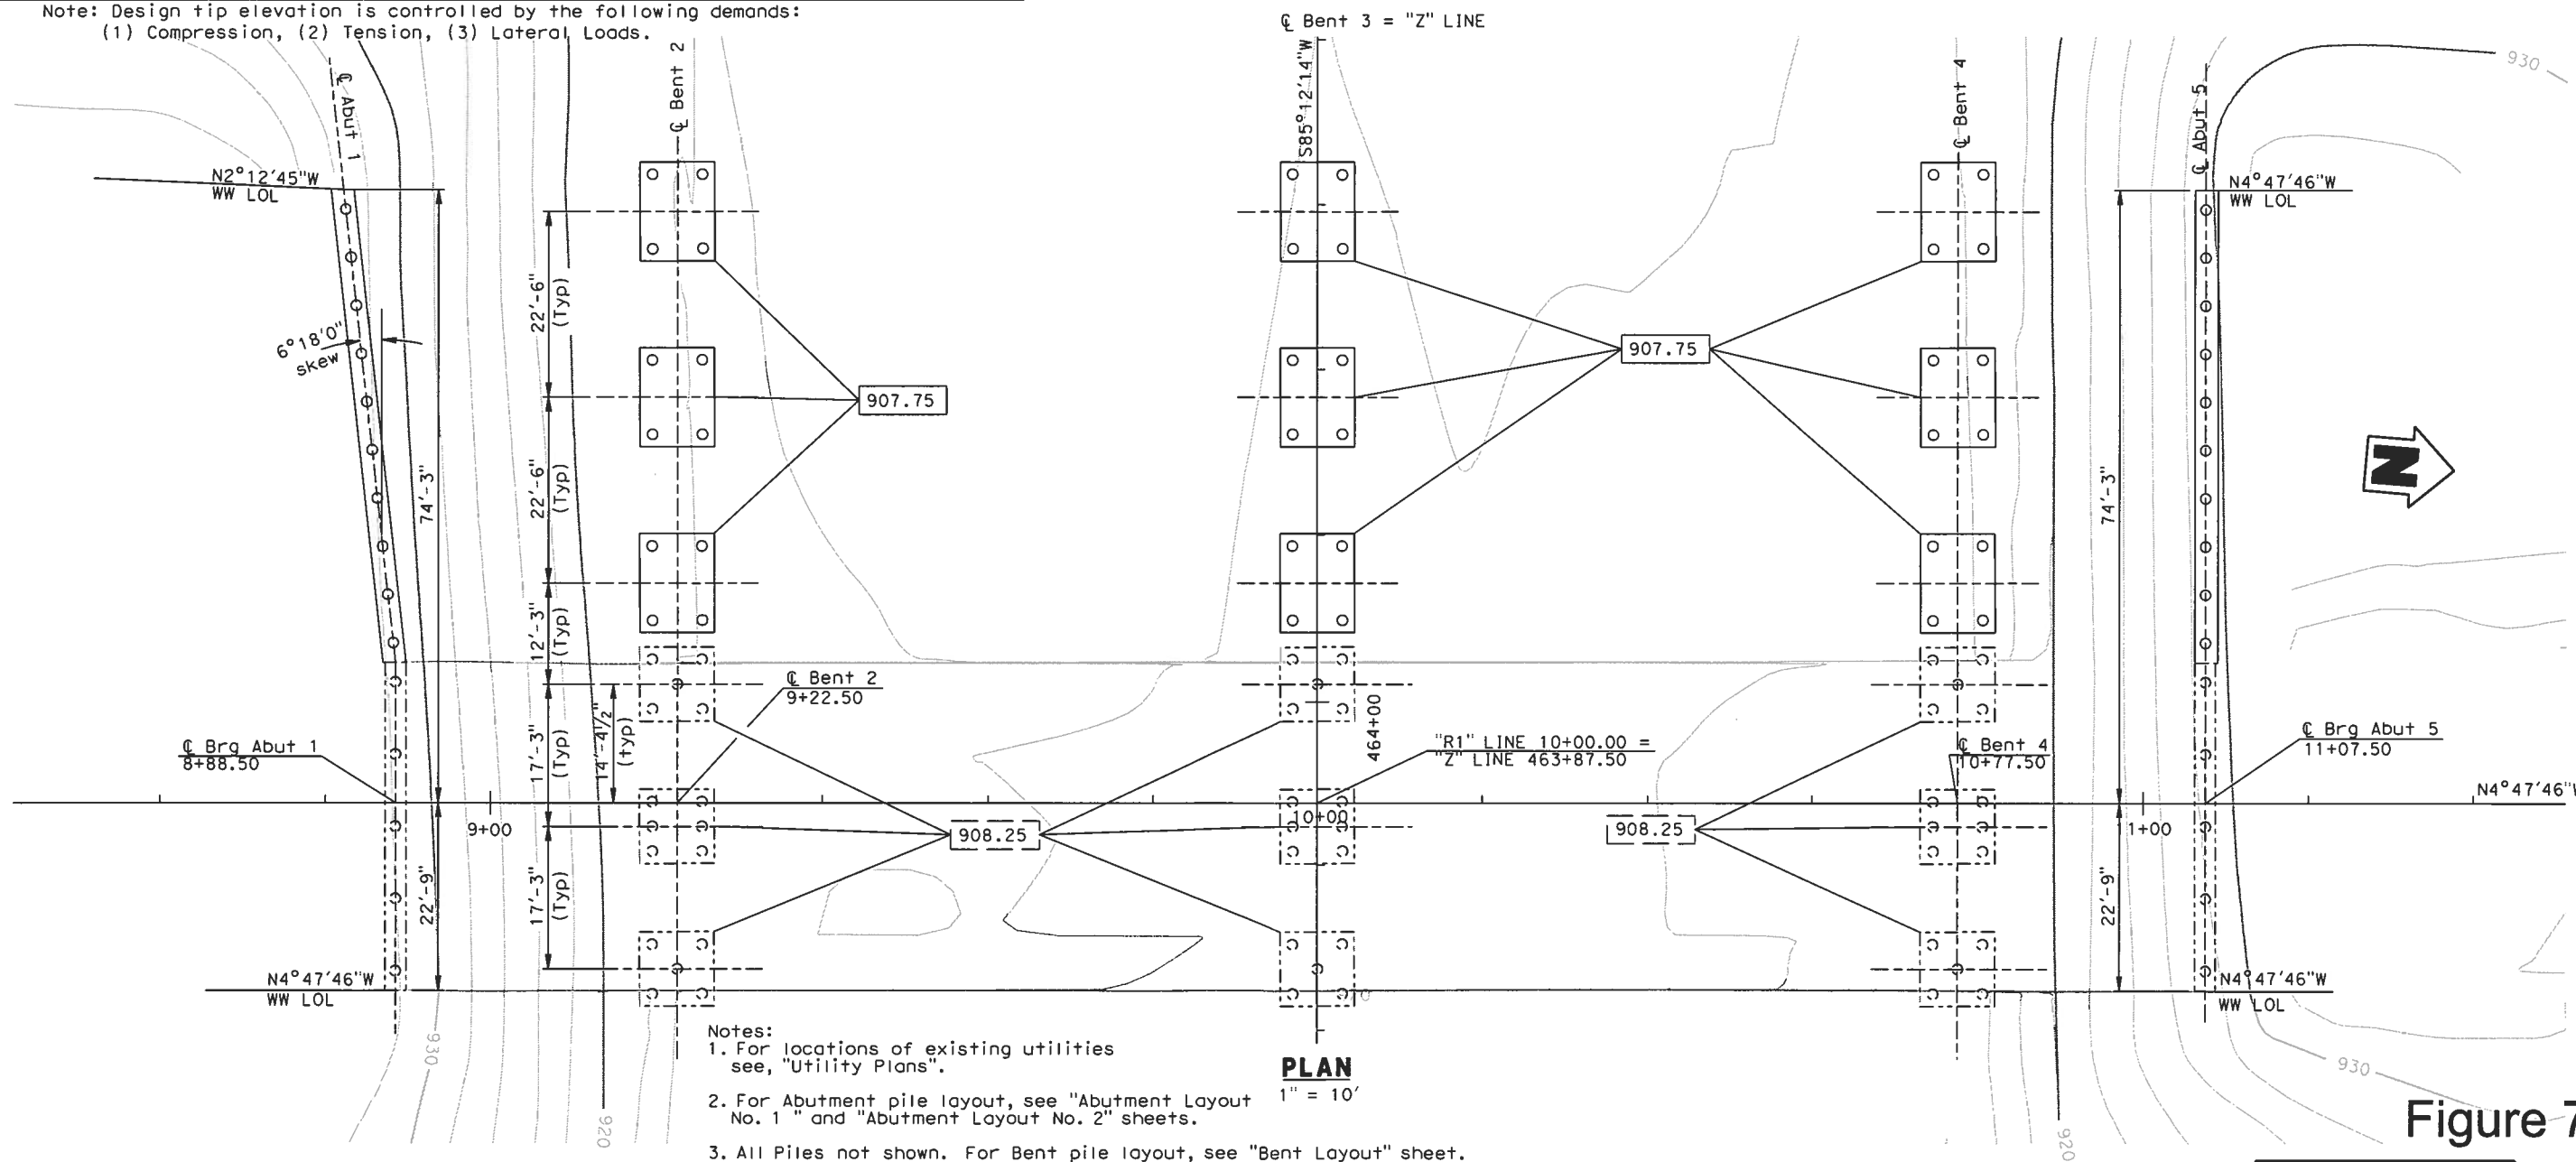 Note: Design tip elevation is controlled by the following demands:
(1) Compression, (2) Tension, (3) Lateral Loads.
℄ Bent 3 = "Z" LINE
S85°12'14"W
℄ Abut 1
℄ Bent 2
℄ Bent 4
℄ Abut 5
930
N2°12'45"W
WW LOL
N4°47'46"W
WW LOL
6°18'0"
skew
22'-6"
(Typ)
907.75
907.75
N
74'-3"
22'-6"
(Typ)
74'-3"
12'-3"
(Typ)
℄ Bent 2
9+22.50
17'-3"
(Typ)
14'-4½"
(typ)
464+00
℄ Brg Abut 1
8+88.50
"R1" LINE 10+00.00 =
"Z" LINE 463+87.50
℄ Bent 4
10+77.50
℄ Brg Abut 5
11+07.50
N4°47'46"W
9+00
908.25
10+00
908.25
1+00
22'-9"
17'-3"
(Typ)
22'-9"
N4°47'46"W
WW LOL
N4°47'46"W
WW LOL
930
920
930
920
Notes:
1. For locations of existing utilities
see, "Utility Plans".
2. For Abutment pile layout, see "Abutment Layout
No. 1 " and "Abutment Layout No. 2" sheets.
3. All Piles not shown. For Bent pile layout, see "Bent Layout" sheet.
PLAN
1" = 10'
Figure 7